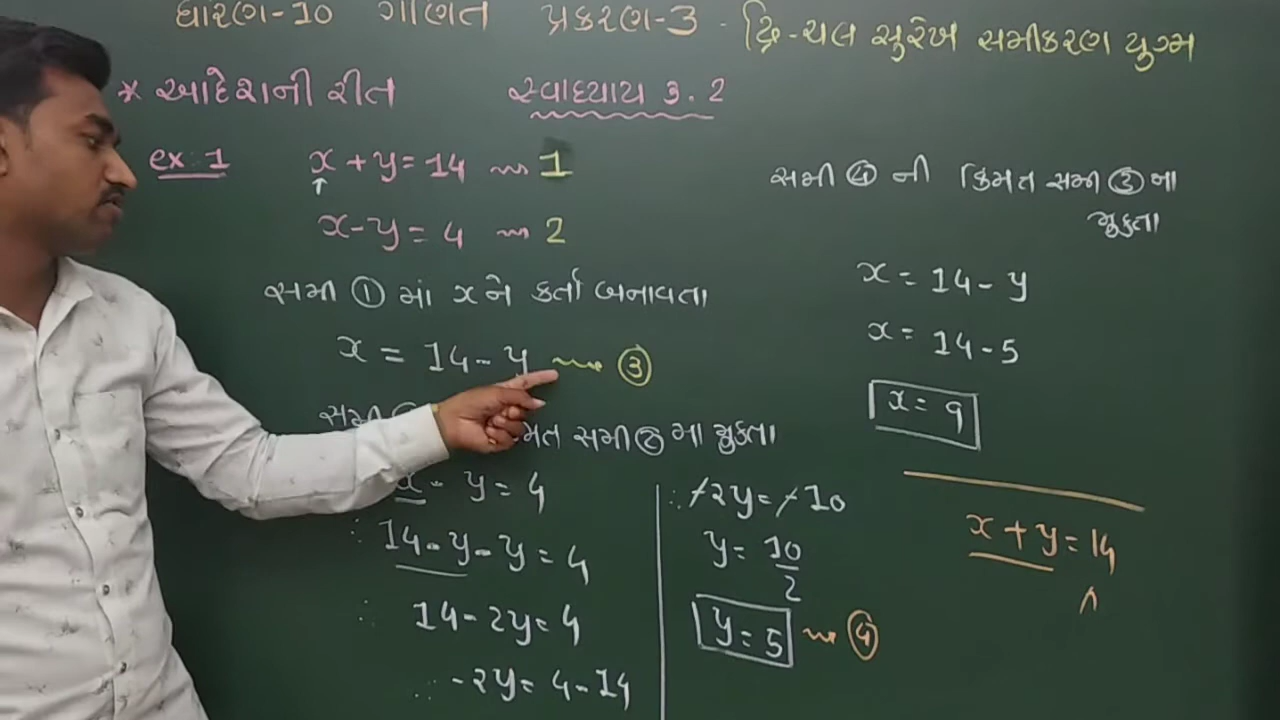 ધોરણ-10 ગણિત પ્રકરણ-3 - દ્વિ-ચલ સુરેખ સમીકરણ યુગ્મ
* આદેશની રીત સ્વાધ્યાય 3.2
ex:1 x + y = 14 1
x - y = 4 2
સમી ① માં x ને કર્તા બનાવતા
x = 14 - y ③
સમી મત સમી ② મા મુકતા
x - y = 4
∴ 14 - y - y = 4
∴ 14 - 2y = 4
∴ -2y = 4 - 14
∴ -2y = -10
y = 10/2
y = 5 ④
સમી ④ ની કિમત સમી ③ મા
મુકતા
x = 14 - y
x = 14 - 5
x = 9
x + y = 14